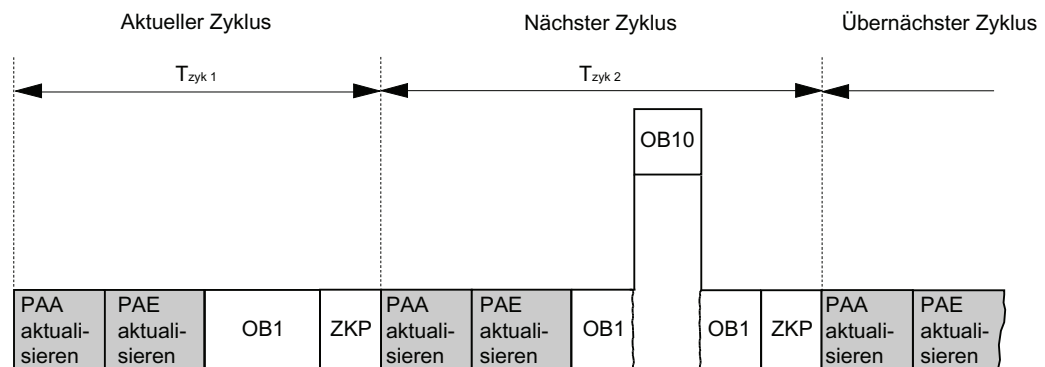 Aktueller Zyklus
Nächster Zyklus
Übernächster Zyklus
Tzyk 1
Tzyk 2
OB10
PAA
aktuali-
sieren
PAE
aktuali-
sieren
OB1
ZKP
PAA
aktuali-
sieren
PAE
aktuali-
sieren
OB1
OB1
ZKP
PAA
aktuali-
sieren
PAE
aktuali-
sieren